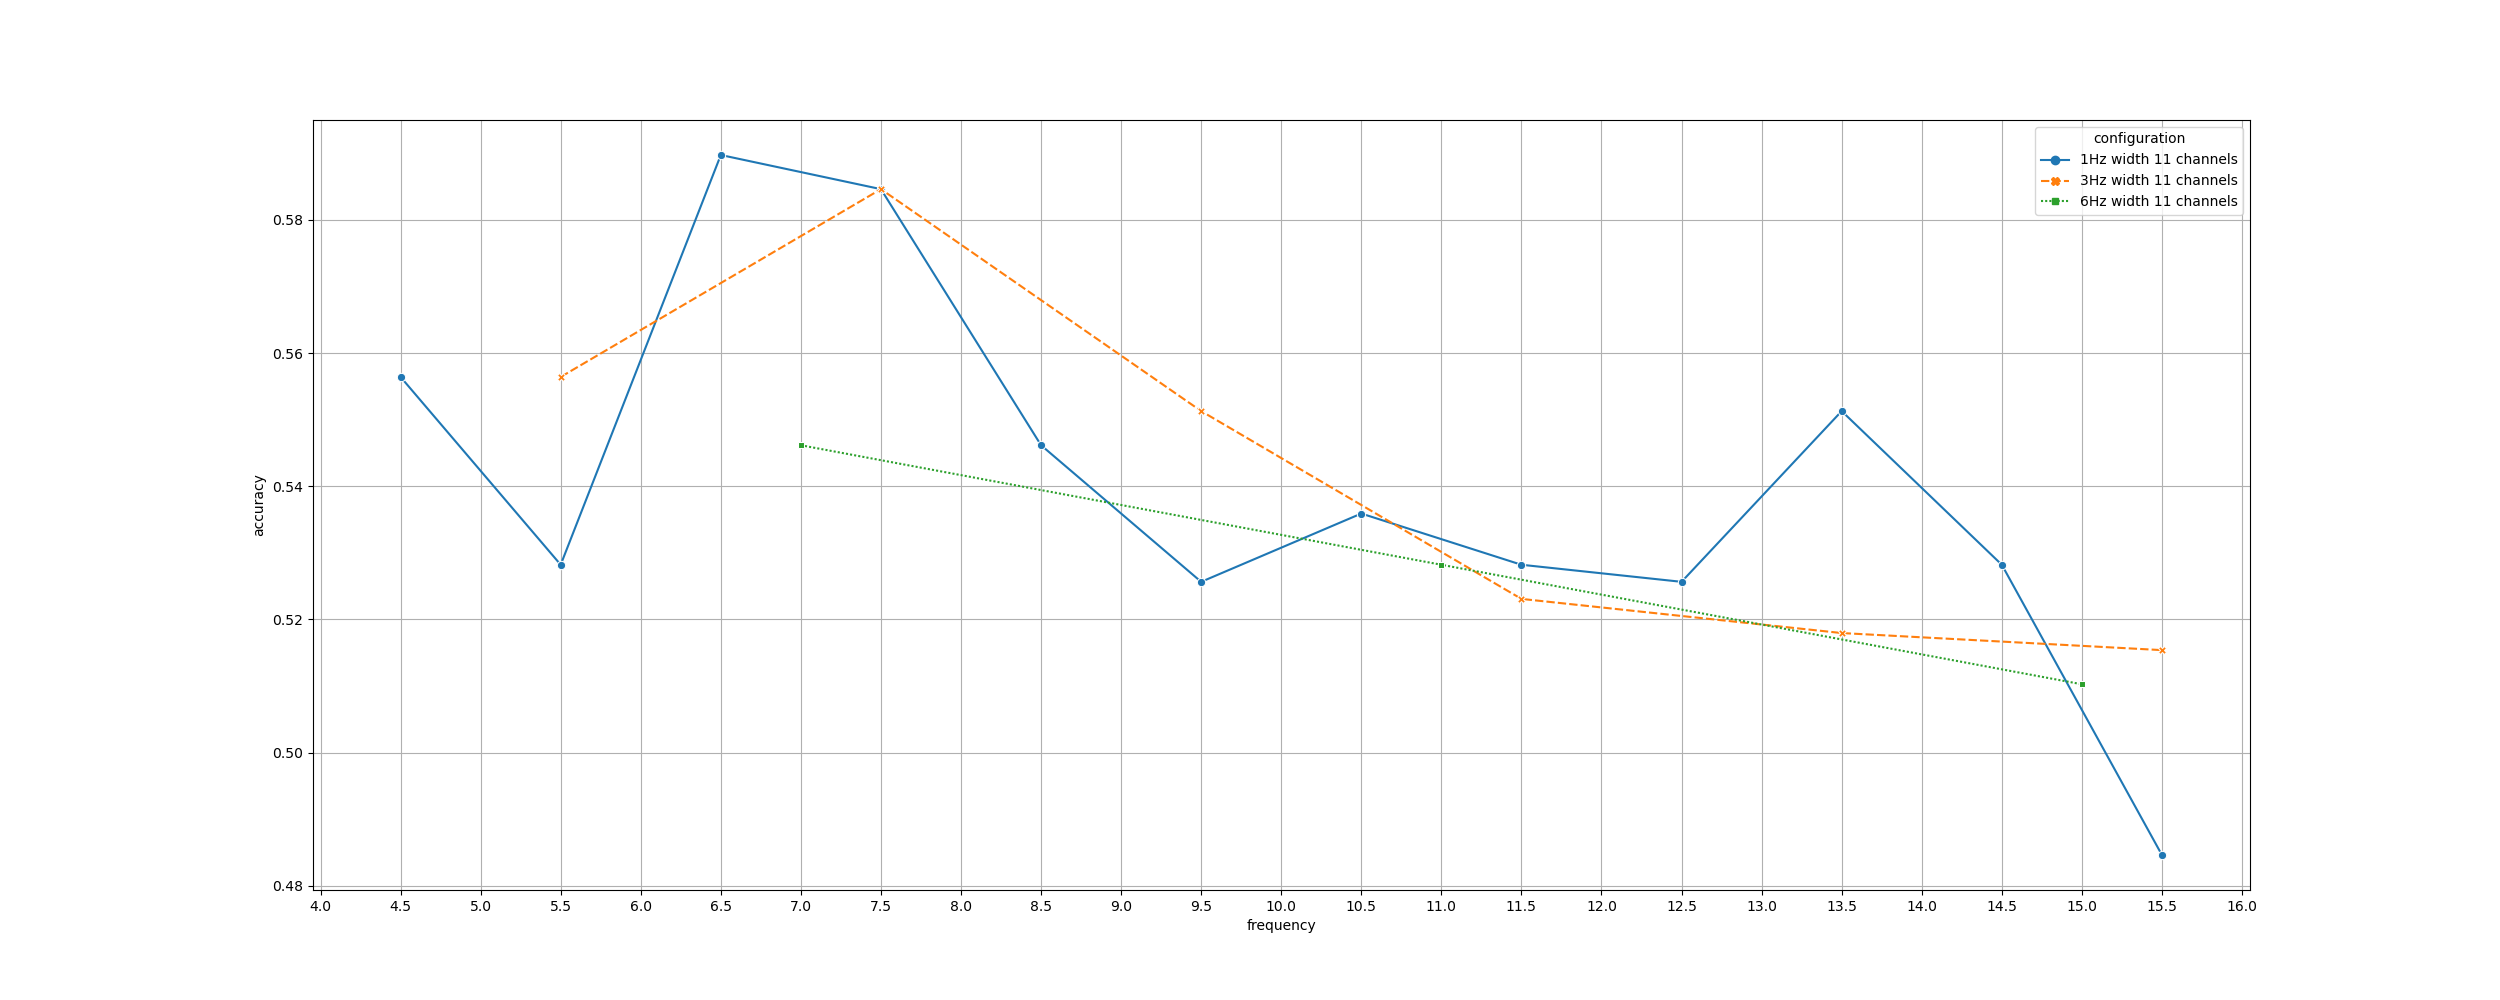 configuration
1Hz width 11 channels
3Hz width 11 channels
6Hz width 11 channels
accuracy
0.58
0.56
0.54
0.52
0.50
0.48
4.0 4.5 5.0 5.5 6.0 6.5 7.0 7.5 8.0 8.5 9.0 9.5 10.0 10.5 11.0 11.5 12.0 12.5 13.0 13.5 14.0 14.5 15.0 15.5 16.0
frequency